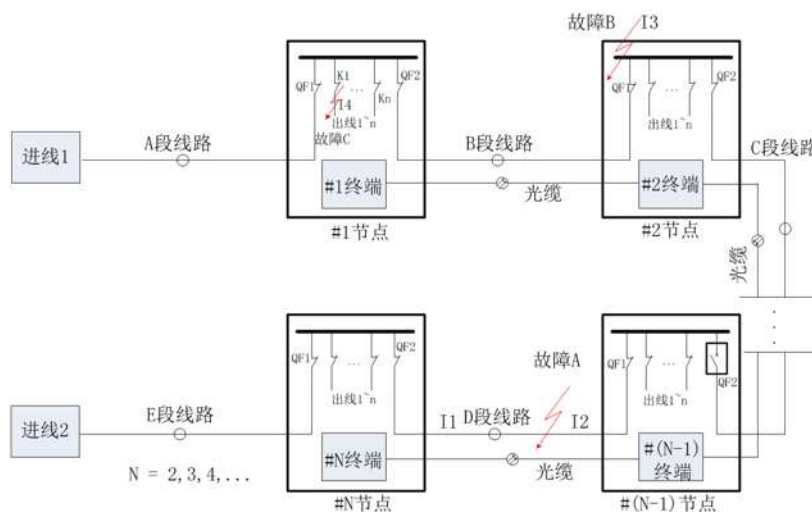 故障B I3
QF1 K1 ... Kn QF2
I4
出线1~n
故障C
QF1 ... QF2
出线1~n
进线1
A段线路
B段线路
C段线路
#1终端
光缆
#2终端
#1节点
#2节点
光缆
QF1 ... QF2
出线1~n
故障A
QF1 ... QF2
出线1~n
进线2
E段线路
I1 D段线路 I2
#N终端
光缆
#(N-1)
终端
N = 2,3,4,...
#N节点
#(N-1)节点